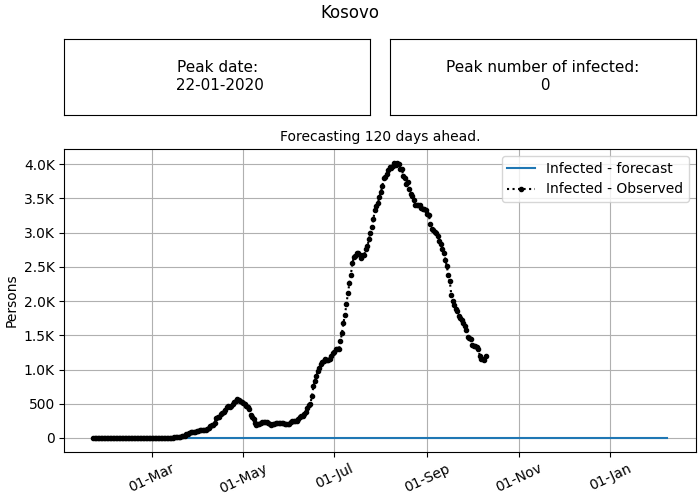 Kosovo
Peak date:
22-01-2020
Peak number of infected:
0
Forecasting 120 days ahead.
Infected - forecast
Infected - Observed
Persons
4.0K
3.5K
3.0K
2.5K
2.0K
1.5K
1.0K
500
0
01-Mar
01-May
01-Jul
01-Sep
01-Nov
01-Jan